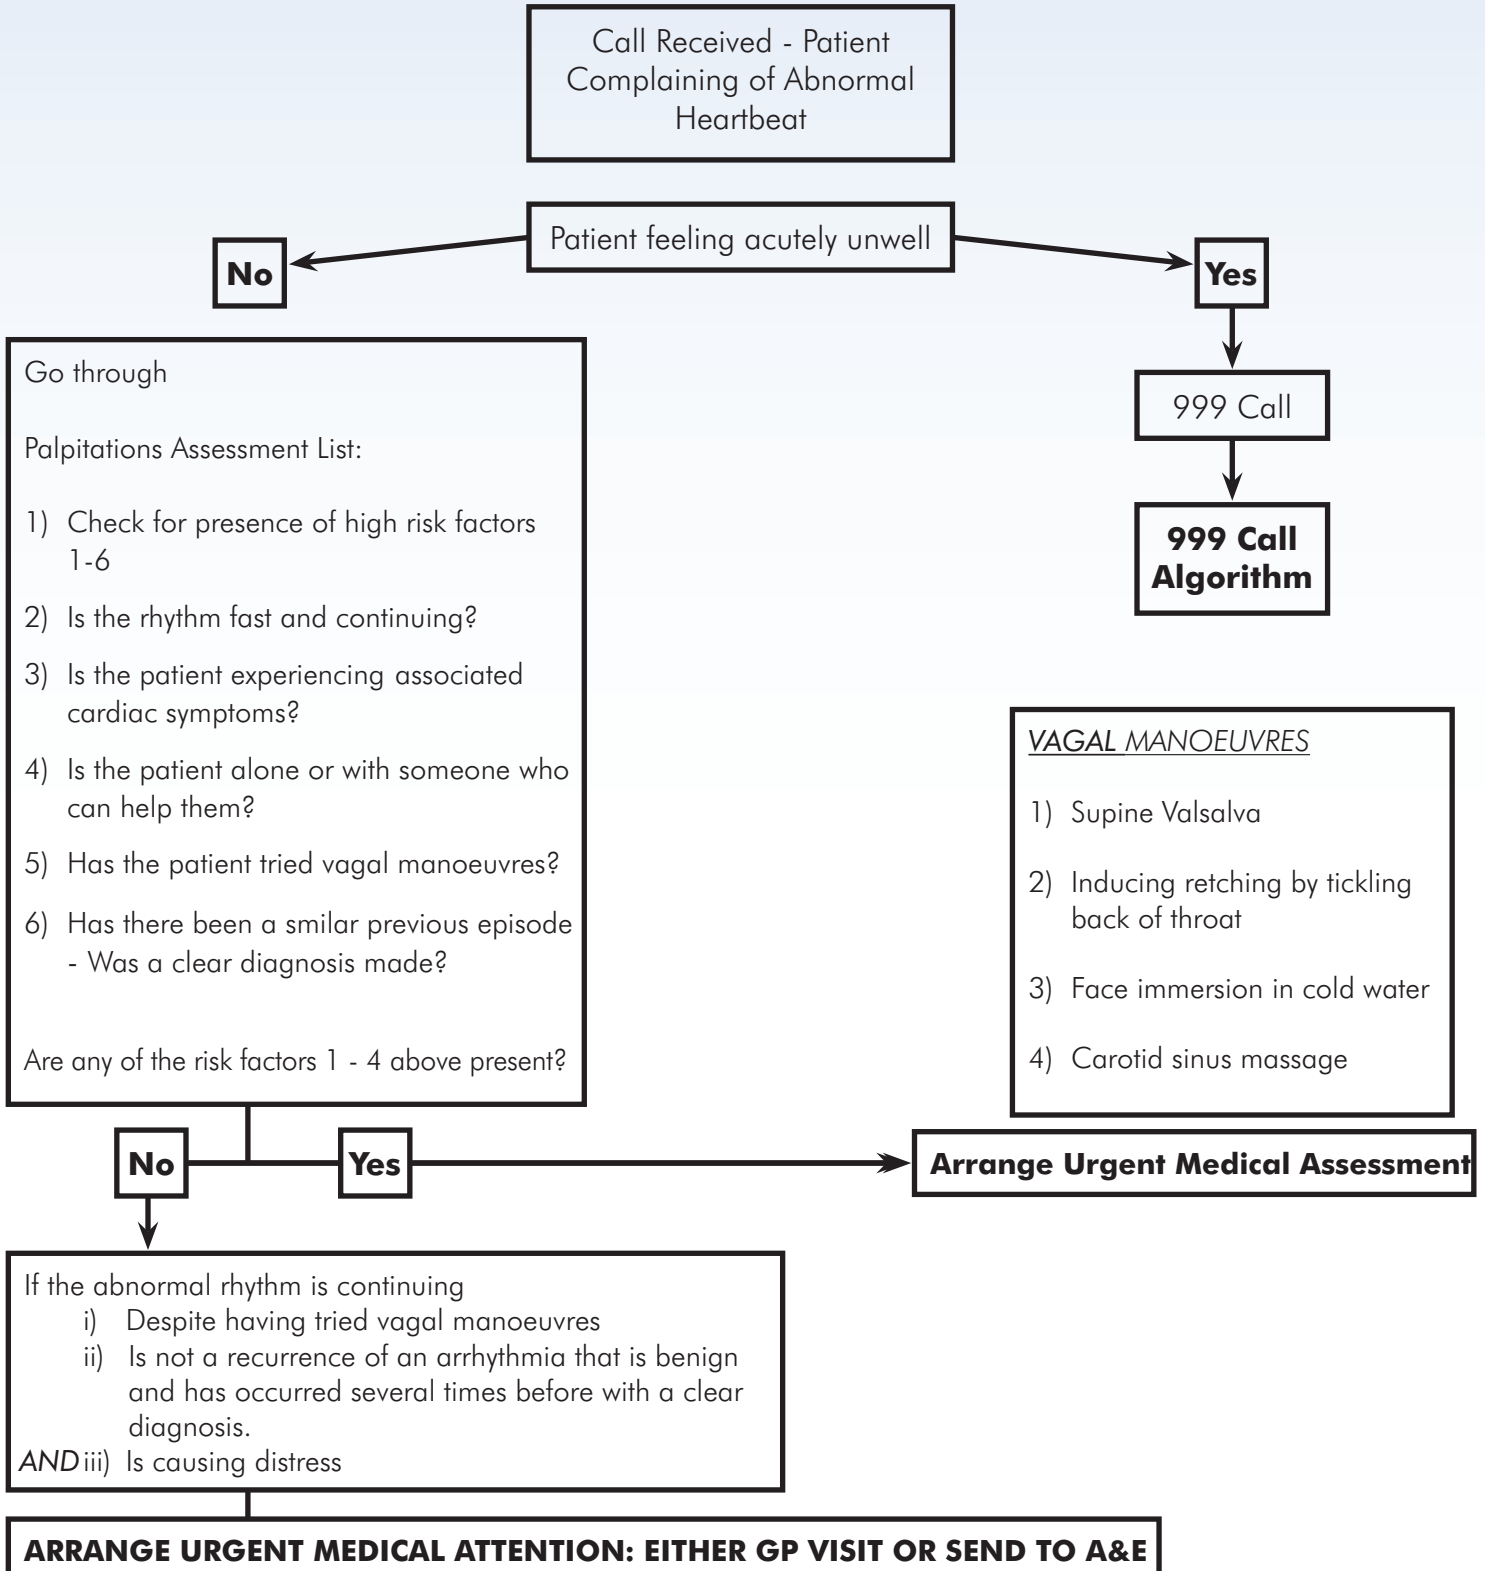 Call Received - Patient
Complaining of Abnormal
Heartbeat
Patient feeling acutely unwell
No
Yes
999 Call
999 Call
Algorithm
Go through
Palpitations Assessment List:
1) Check for presence of high risk factors
1-6
2) Is the rhythm fast and continuing?
3) Is the patient experiencing associated
cardiac symptoms?
4) Is the patient alone or with someone who
can help them?
5) Has the patient tried vagal manoeuvres?
6) Has there been a smilar previous episode
- Was a clear diagnosis made?
Are any of the risk factors 1 - 4 above present?
VAGAL MANOEUVRES
1) Supine Valsalva
2) Inducing retching by tickling
back of throat
3) Face immersion in cold water
4) Carotid sinus massage
No
Yes
Arrange Urgent Medical Assessment
If the abnormal rhythm is continuing
i) Despite having tried vagal manoeuvres
ii) Is not a recurrence of an arrhythmia that is benign
and has occurred several times before with a clear
diagnosis.
AND iii) Is causing distress
ARRANGE URGENT MEDICAL ATTENTION: EITHER GP VISIT OR SEND TO A&E